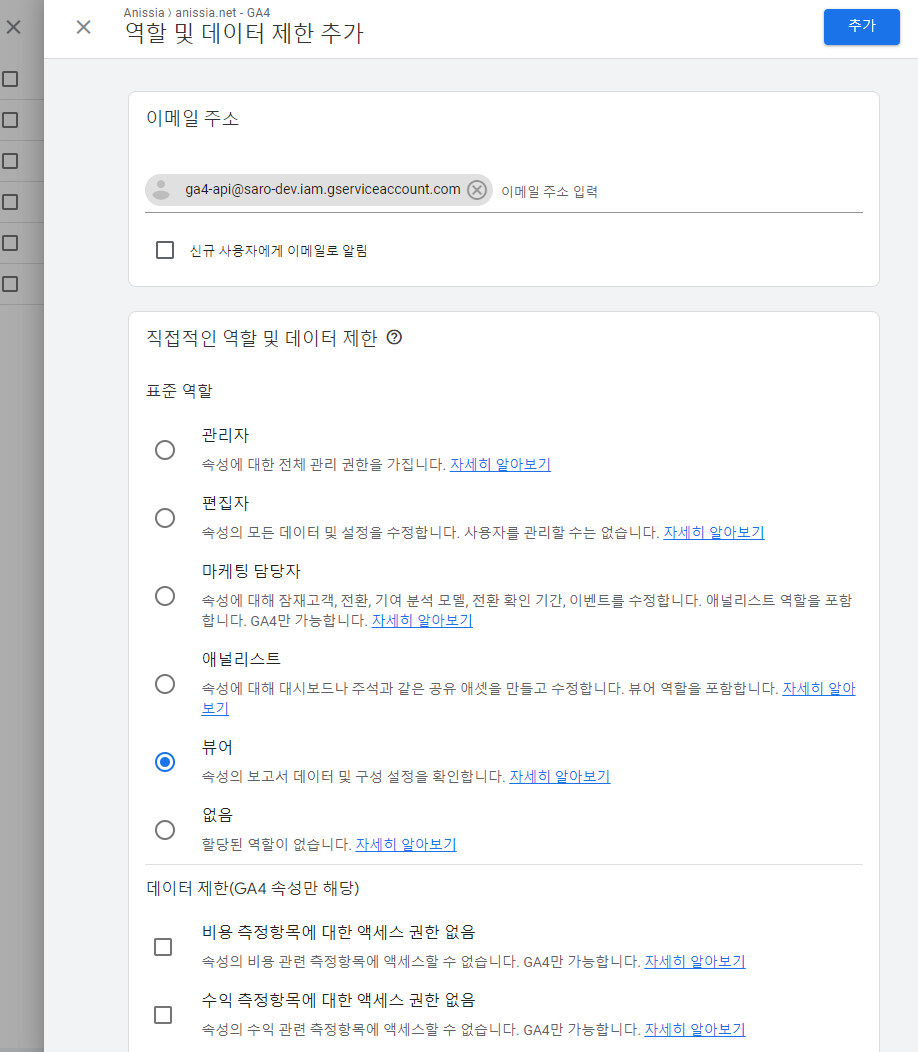 Anissia 〉 anissia.net - GA4
역할 및 데이터 제한 추가
추가
이메일 주소
ga4-api@saro-dev.iam.gserviceaccount.com
이메일 주소 입력
신규 사용자에게 이메일로 알림
직접적인 역할 및 데이터 제한
표준 역할
관리자
속성에 대한 전체 관리 권한을 가집니다. 자세히 알아보기
편집자
속성의 모든 데이터 및 설정을 수정합니다. 사용자를 관리할 수는 없습니다. 자세히 알아보기
마케팅 담당자
속성에 대해 잠재고객, 전환, 기여 분석 모델, 전환 확인 기간, 이벤트를 수정합니다. 애널리스트 역할을 포함
합니다. GA4만 가능합니다. 자세히 알아보기
애널리스트
속성에 대해 대시보드나 주석과 같은 공유 애셋을 만들고 수정합니다. 뷰어 역할을 포함합니다. 자세히 알아
보기
뷰어
속성의 보고서 데이터 및 구성 설정을 확인합니다. 자세히 알아보기
없음
할당된 역할이 없습니다. 자세히 알아보기
데이터 제한(GA4 속성만 해당)
비용 측정항목에 대한 액세스 권한 없음
속성의 비용 관련 측정항목에 액세스할 수 없습니다. GA4만 가능합니다. 자세히 알아보기
수익 측정항목에 대한 액세스 권한 없음
속성의 수익 관련 측정항목에 액세스할 수 없습니다. GA4만 가능합니다. 자세히 알아보기